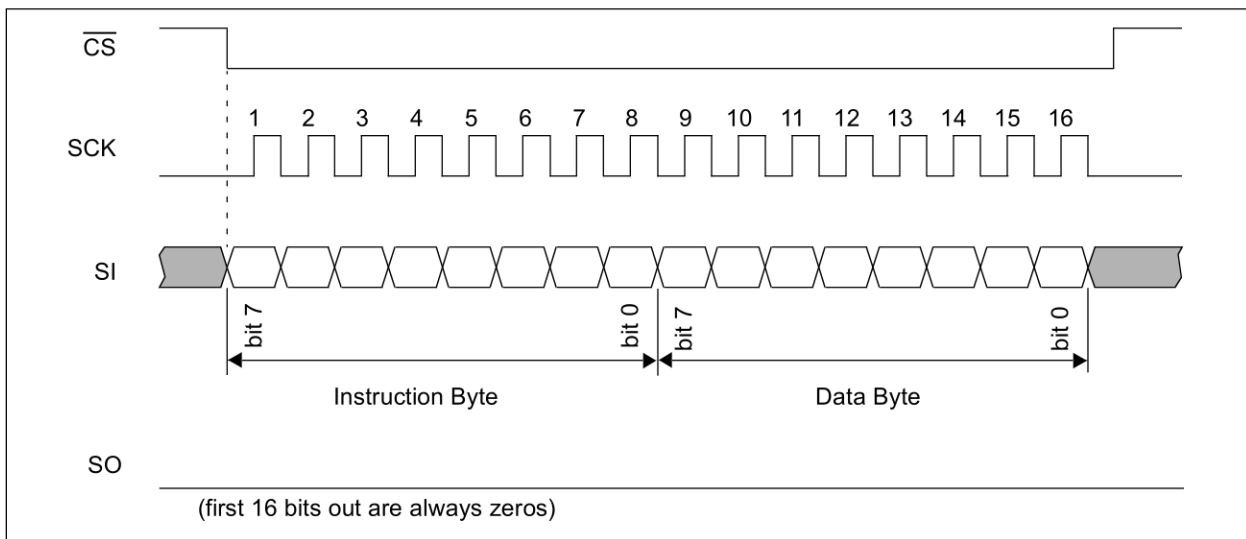 CS
1 2 3 4 5 6 7 8 9 10 11 12 13 14 15 16
SCK
SI
bit 7
bit 0
bit 7
bit 0
Instruction Byte
Data Byte
SO
(first 16 bits out are always zeros)